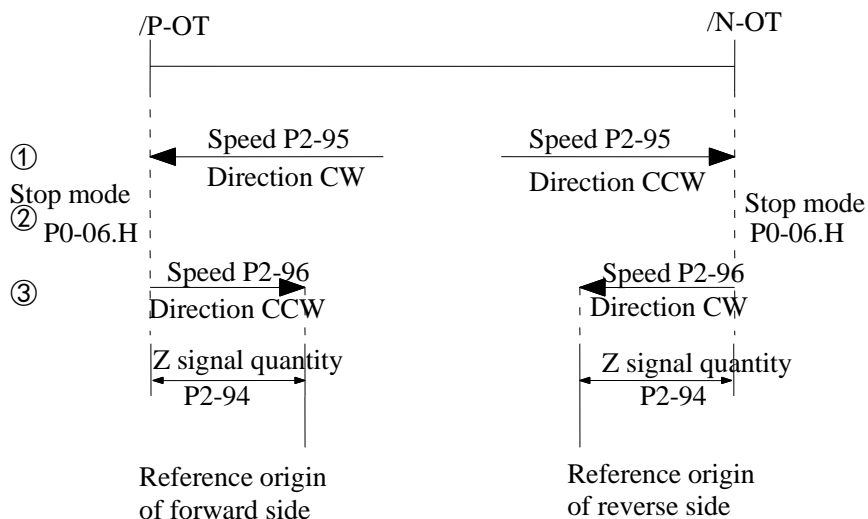 /P-OT
/N-OT
①
Speed P2-95
Direction CW
Speed P2-95
Direction CCW
Stop mode
② P0-06.H
Stop mode
P0-06.H
③
Speed P2-96
Direction CCW
Speed P2-96
Direction CW
Z signal quantity
P2-94
Z signal quantity
P2-94
Reference origin
of forward side
Reference origin
of reverse side